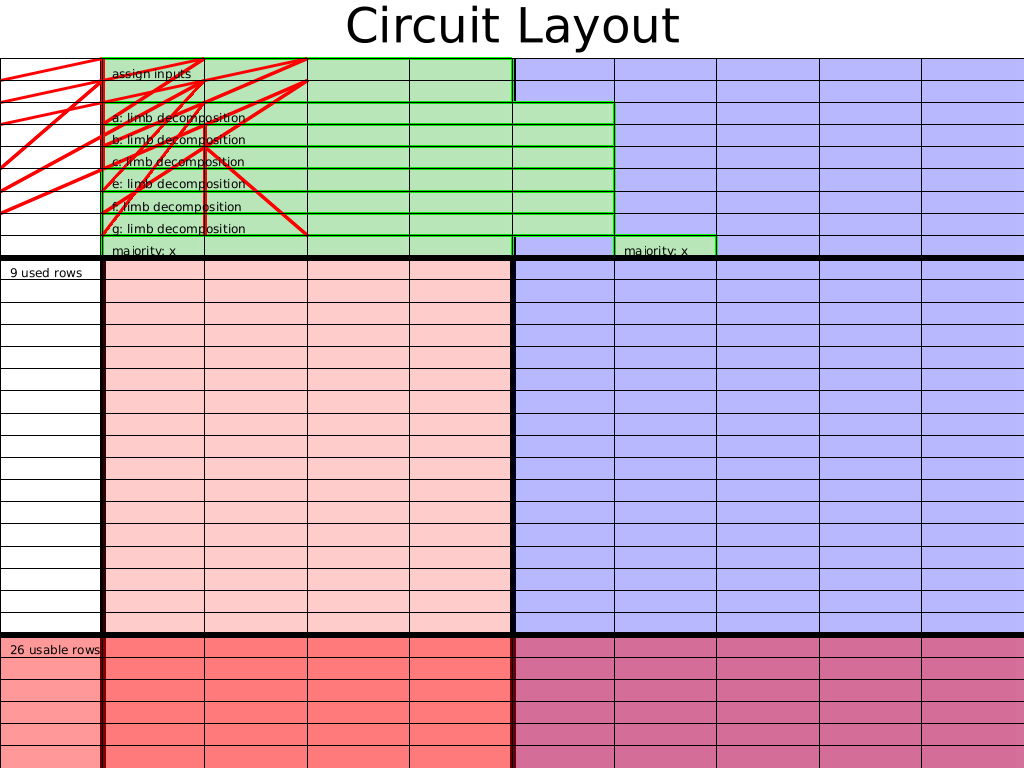 Circuit Layout
assign inputs
a: limb decomposition
b: limb decomposition
c: limb decomposition
e: limb decomposition
f: limb decomposition
g: limb decomposition
majority: x
majority: x
9 used rows
26 usable rows